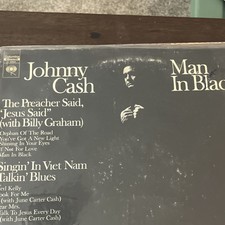 Johnny
Cash
Man
In Blac
The Preacher Said,
"Jesus Said"
(with Billy Graham)
Orphan Of The Road
You've Got A New Light
Shining In Your Eyes
If Not For Love
Man In Black
Singin' In Viet Nam
Talkin' Blues
Ned Kelly
Look For Me
(with June Carter Cash)
Dear Mrs.
Talk To Jesus Every Day
(with June Carter Cash)